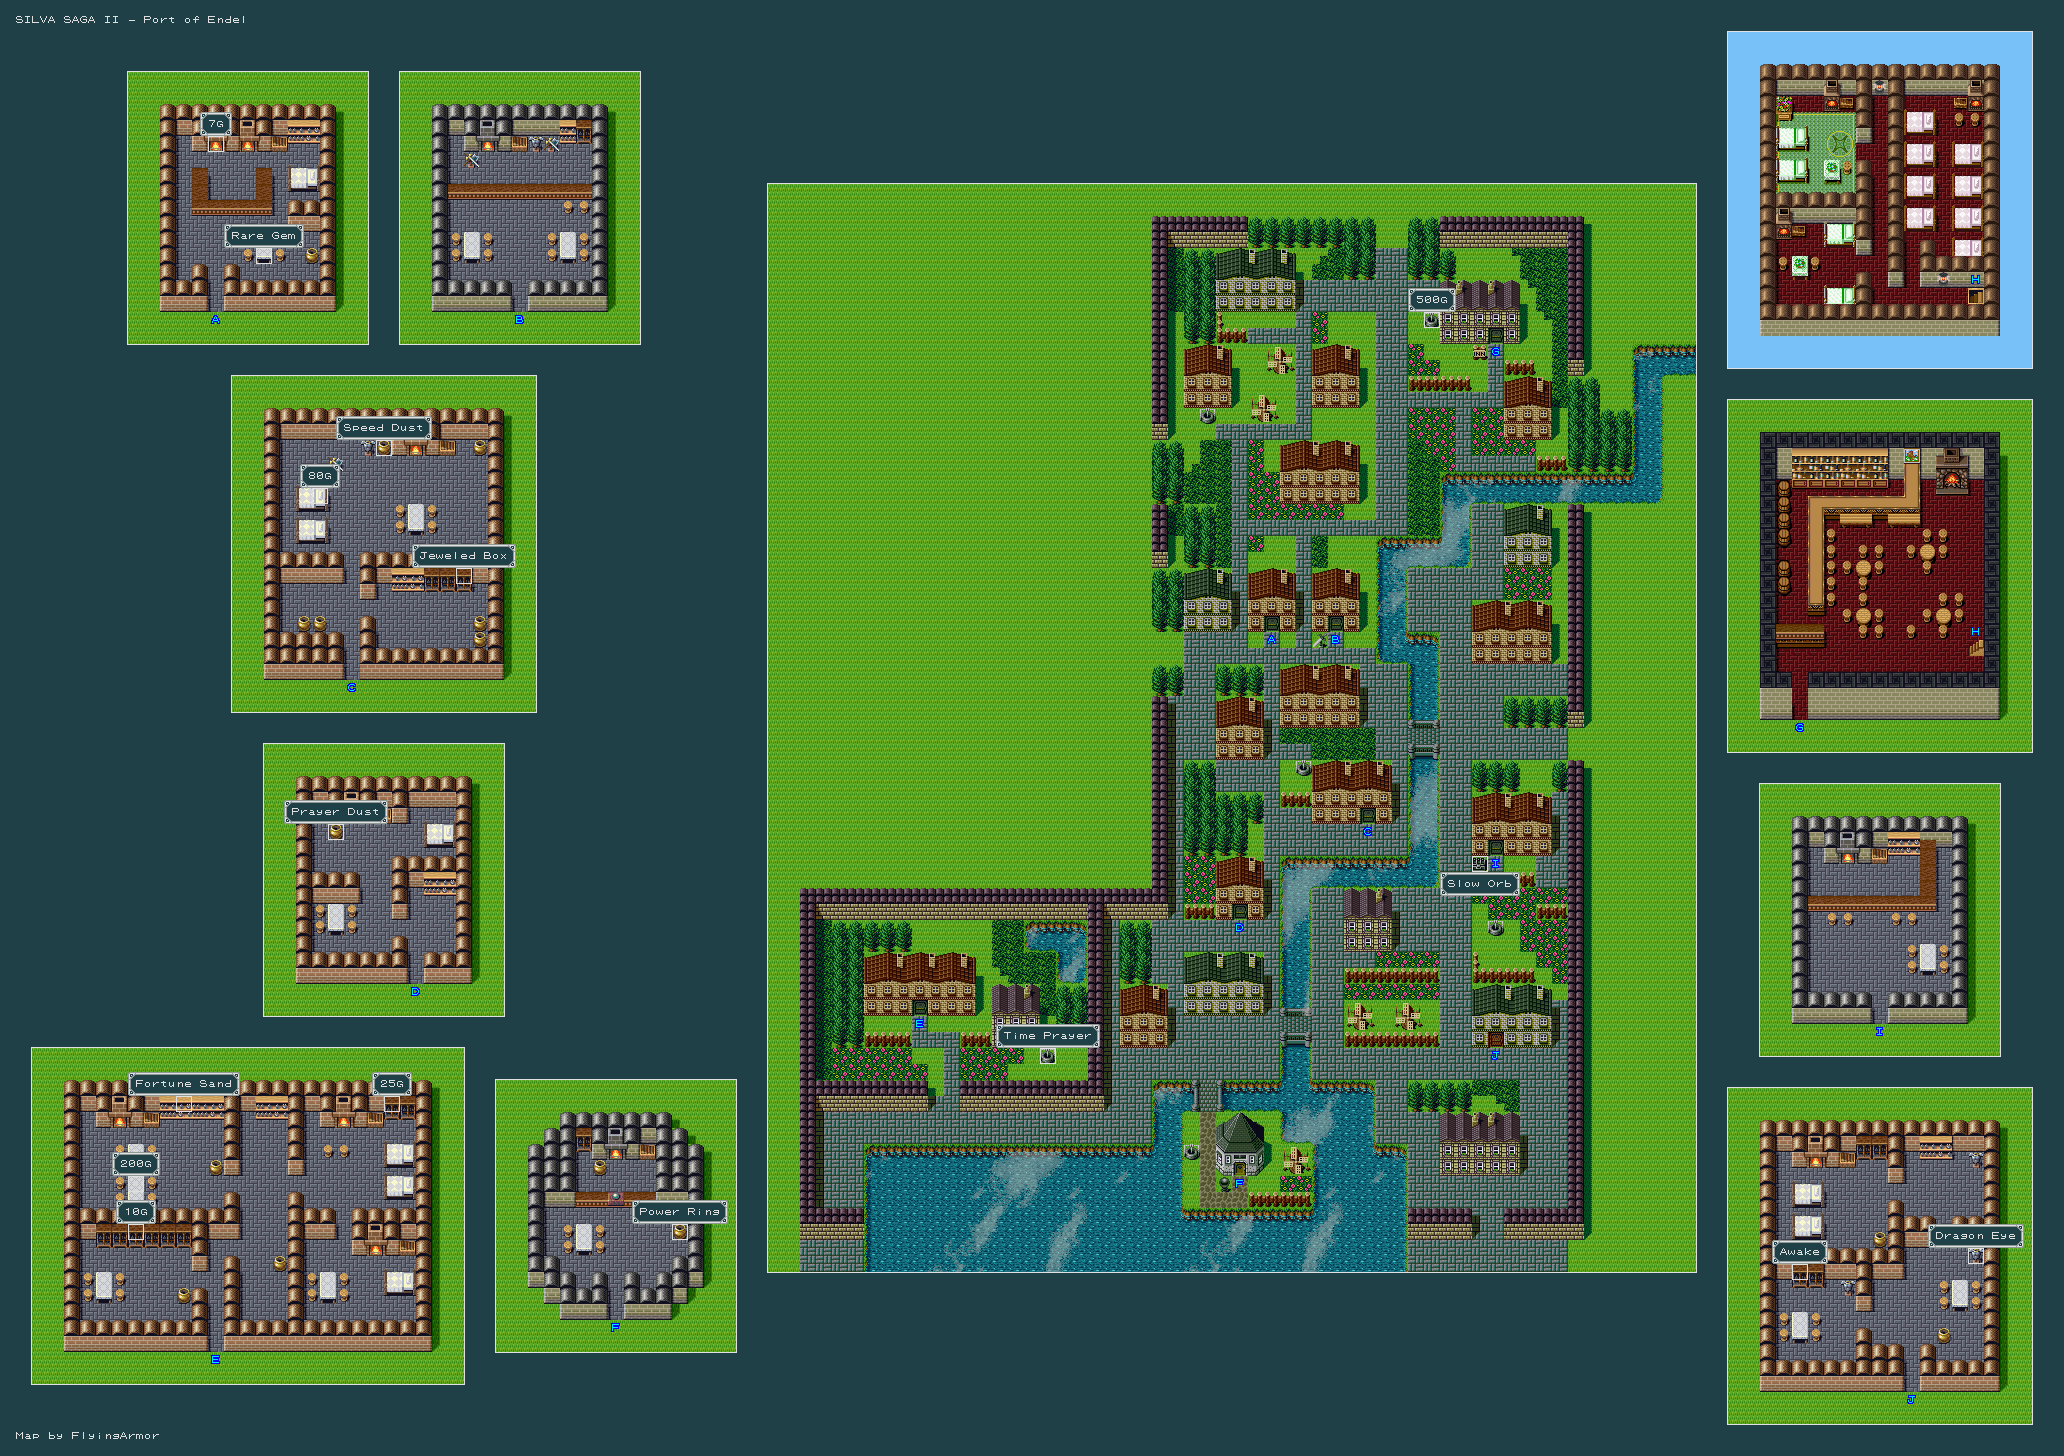 SILVA SAGA II - Port of Endel
7G
Rare Gem
A
B
Speed Dust
80G
Jeweled Box
C
Prayer Dust
D
Fortune Sand
25G
200G
10G
E
Power Ring
F
500G
INN
G
A
B
C
I
Slow Orb
D
E
Time Prayer
J
F
H
H
G
I
Dragon Eye
Awake
J
Map by FlyingArmor